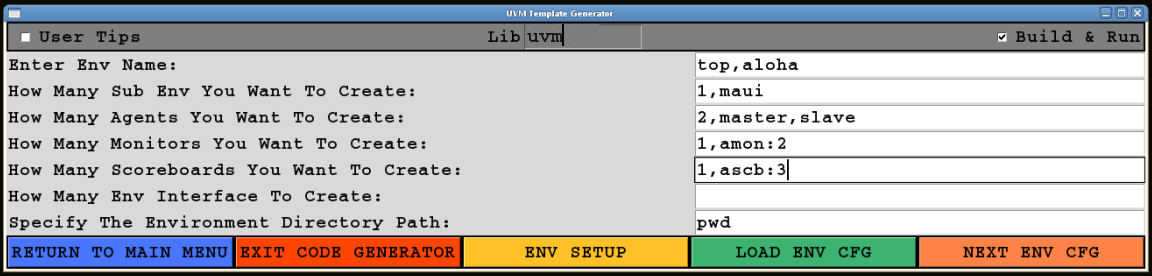 UVM Template Generator
User Tips Lib uvm Build & Run
Enter Env Name: top,aloha
How Many Sub Env You Want To Create: 1,maui
How Many Agents You Want To Create: 2,master,slave
How Many Monitors You Want To Create: 1,amon:2
How Many Scoreboards You Want To Create: 1,ascb:3
How Many Env Interface To Create:
Specify The Environment Directory Path: pwd
RETURN TO MAIN MENU EXIT CODE GENERATOR ENV SETUP LOAD ENV CFG NEXT ENV CFG